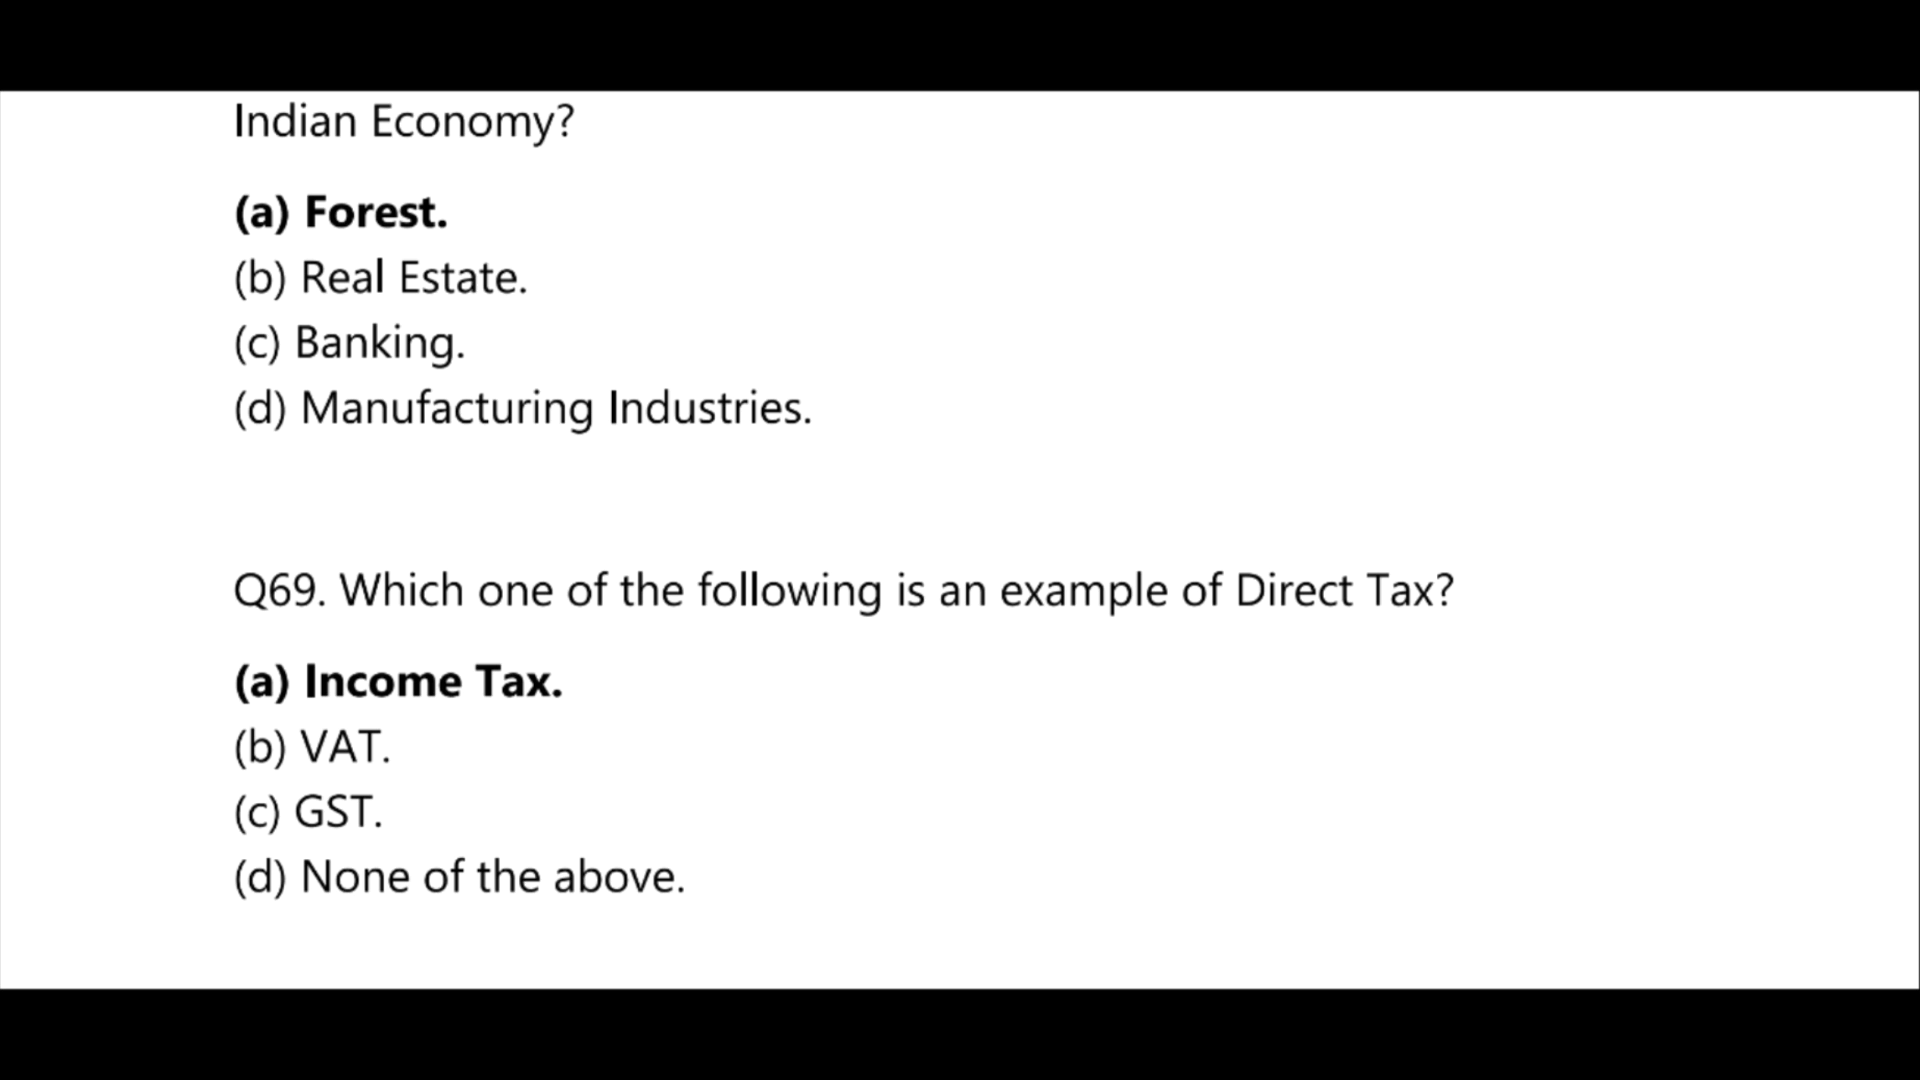 Indian Economy?
(a) Forest.
(b) Real Estate.
(c) Banking.
(d) Manufacturing Industries.
Q69. Which one of the following is an example of Direct Tax?
(a) Income Tax.
(b) VAT.
(c) GST.
(d) None of the above.